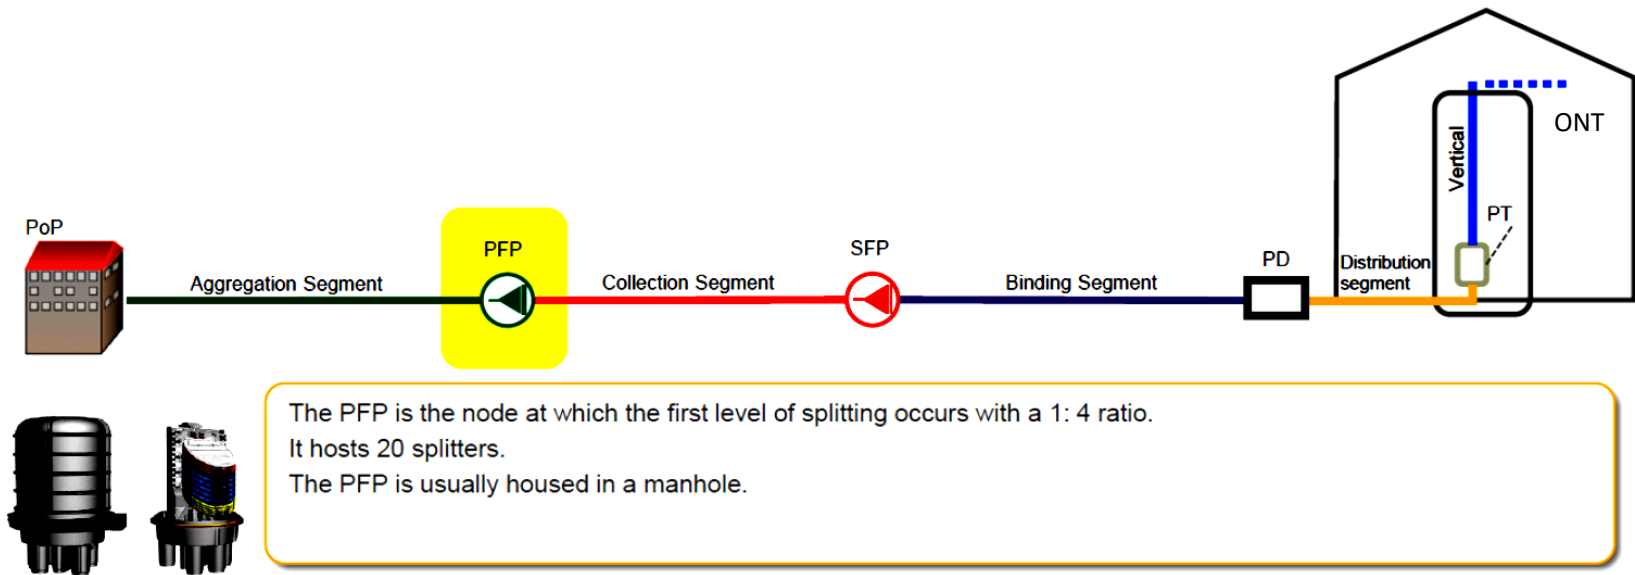 PoP
Aggregation Segment
PFP
Collection Segment
SFP
Binding Segment
PD
Distribution
segment
Vertical
PT
ONT
The PFP is the node at which the first level of splitting occurs with a 1: 4 ratio.
It hosts 20 splitters.
The PFP is usually housed in a manhole.